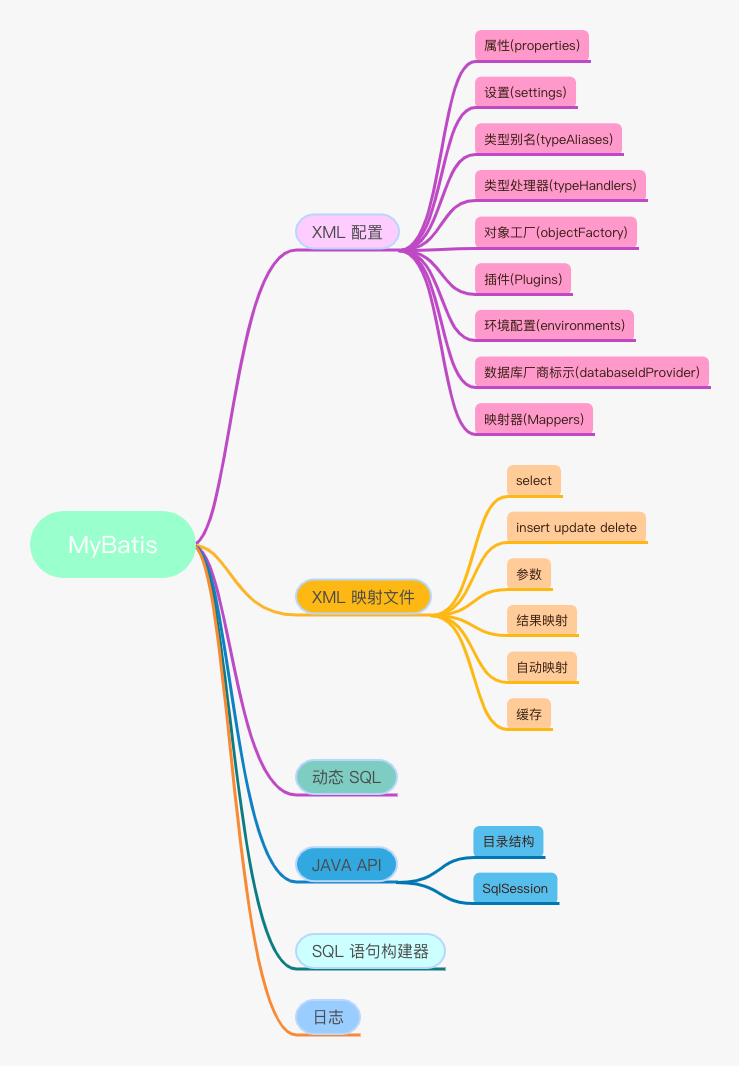 MyBatis
XML 配置
属性(properties)
设置(settings)
类型别名(typeAliases)
类型处理器(typeHandlers)
对象工厂(objectFactory)
插件(Plugins)
环境配置(environments)
数据库厂商标示(databaseIdProvider)
映射器(Mappers)
XML 映射文件
select
insert update delete
参数
结果映射
自动映射
缓存
动态 SQL
JAVA API
目录结构
SqlSession
SQL 语句构建器
日志